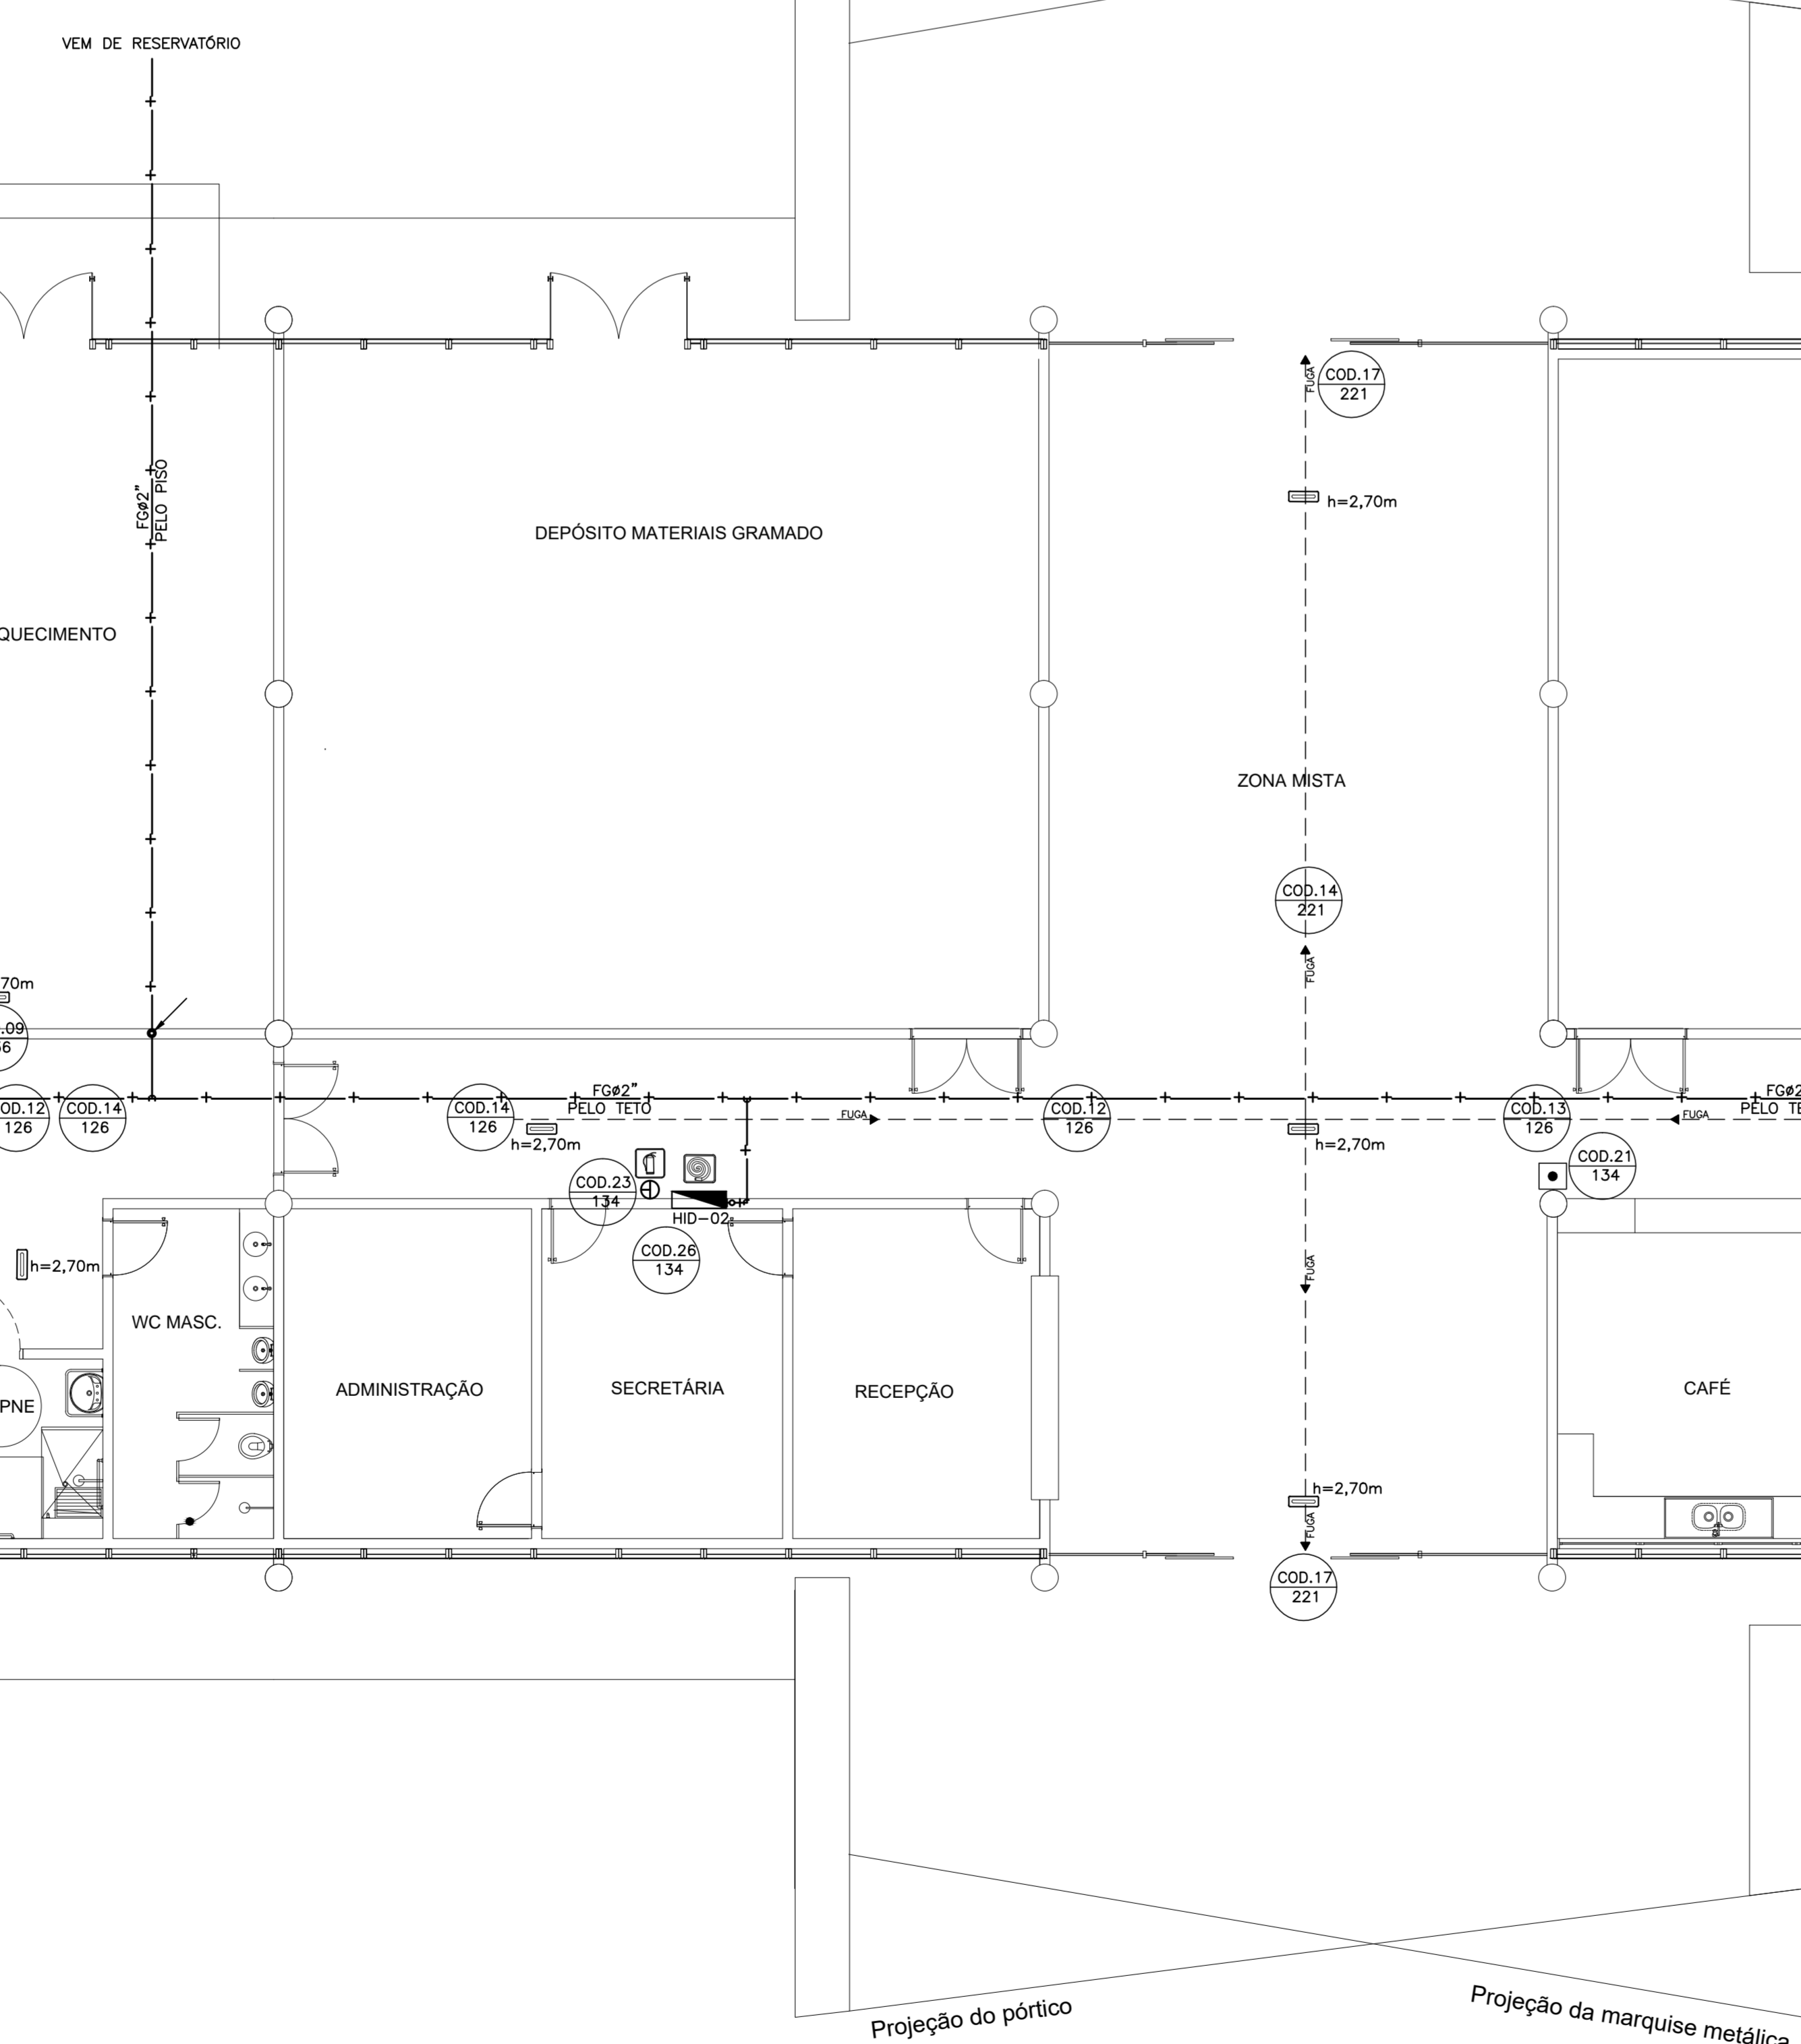 VEM DE RESERVATÓRIO
FUGA
COD.17
221
h=2,70m
FGø2"
PELO PISO
DEPÓSITO MATERIAIS GRAMADO
QUECIMENTO
ZONA MISTA
COD.14
221
FUGA
70m
.09
FGø2"
PELO TETO
OD.12
126
COD.14
126
COD.14
126
h=2,70m
FUGA
COD.12
126
h=2,70m
COD.13
126
FUGA
FGø2
PELO TE
COD.21
134
COD.23
134
HID-02
COD.26
134
h=2,70m
FUGA
WC MASC.
PNE
ADMINISTRAÇÃO
SECRETÁRIA
RECEPÇÃO
CAFÉ
h=2,70m
FUGA
COD.17
221
Projeção do pórtico
Projeção da marquise metálica